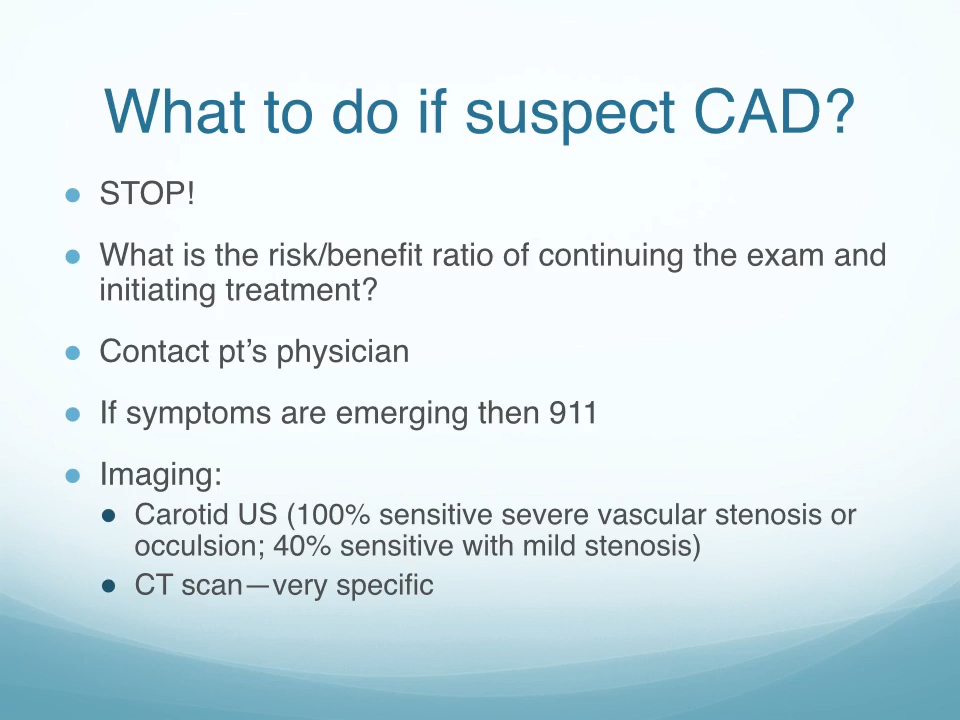 What to do if suspect CAD?
● STOP!
● What is the risk/benefit ratio of continuing the exam and
initiating treatment?
● Contact pt’s physician
● If symptoms are emerging then 911
● Imaging:
● Carotid US (100% sensitive severe vascular stenosis or
occulsion; 40% sensitive with mild stenosis)
● CT scan—very specific